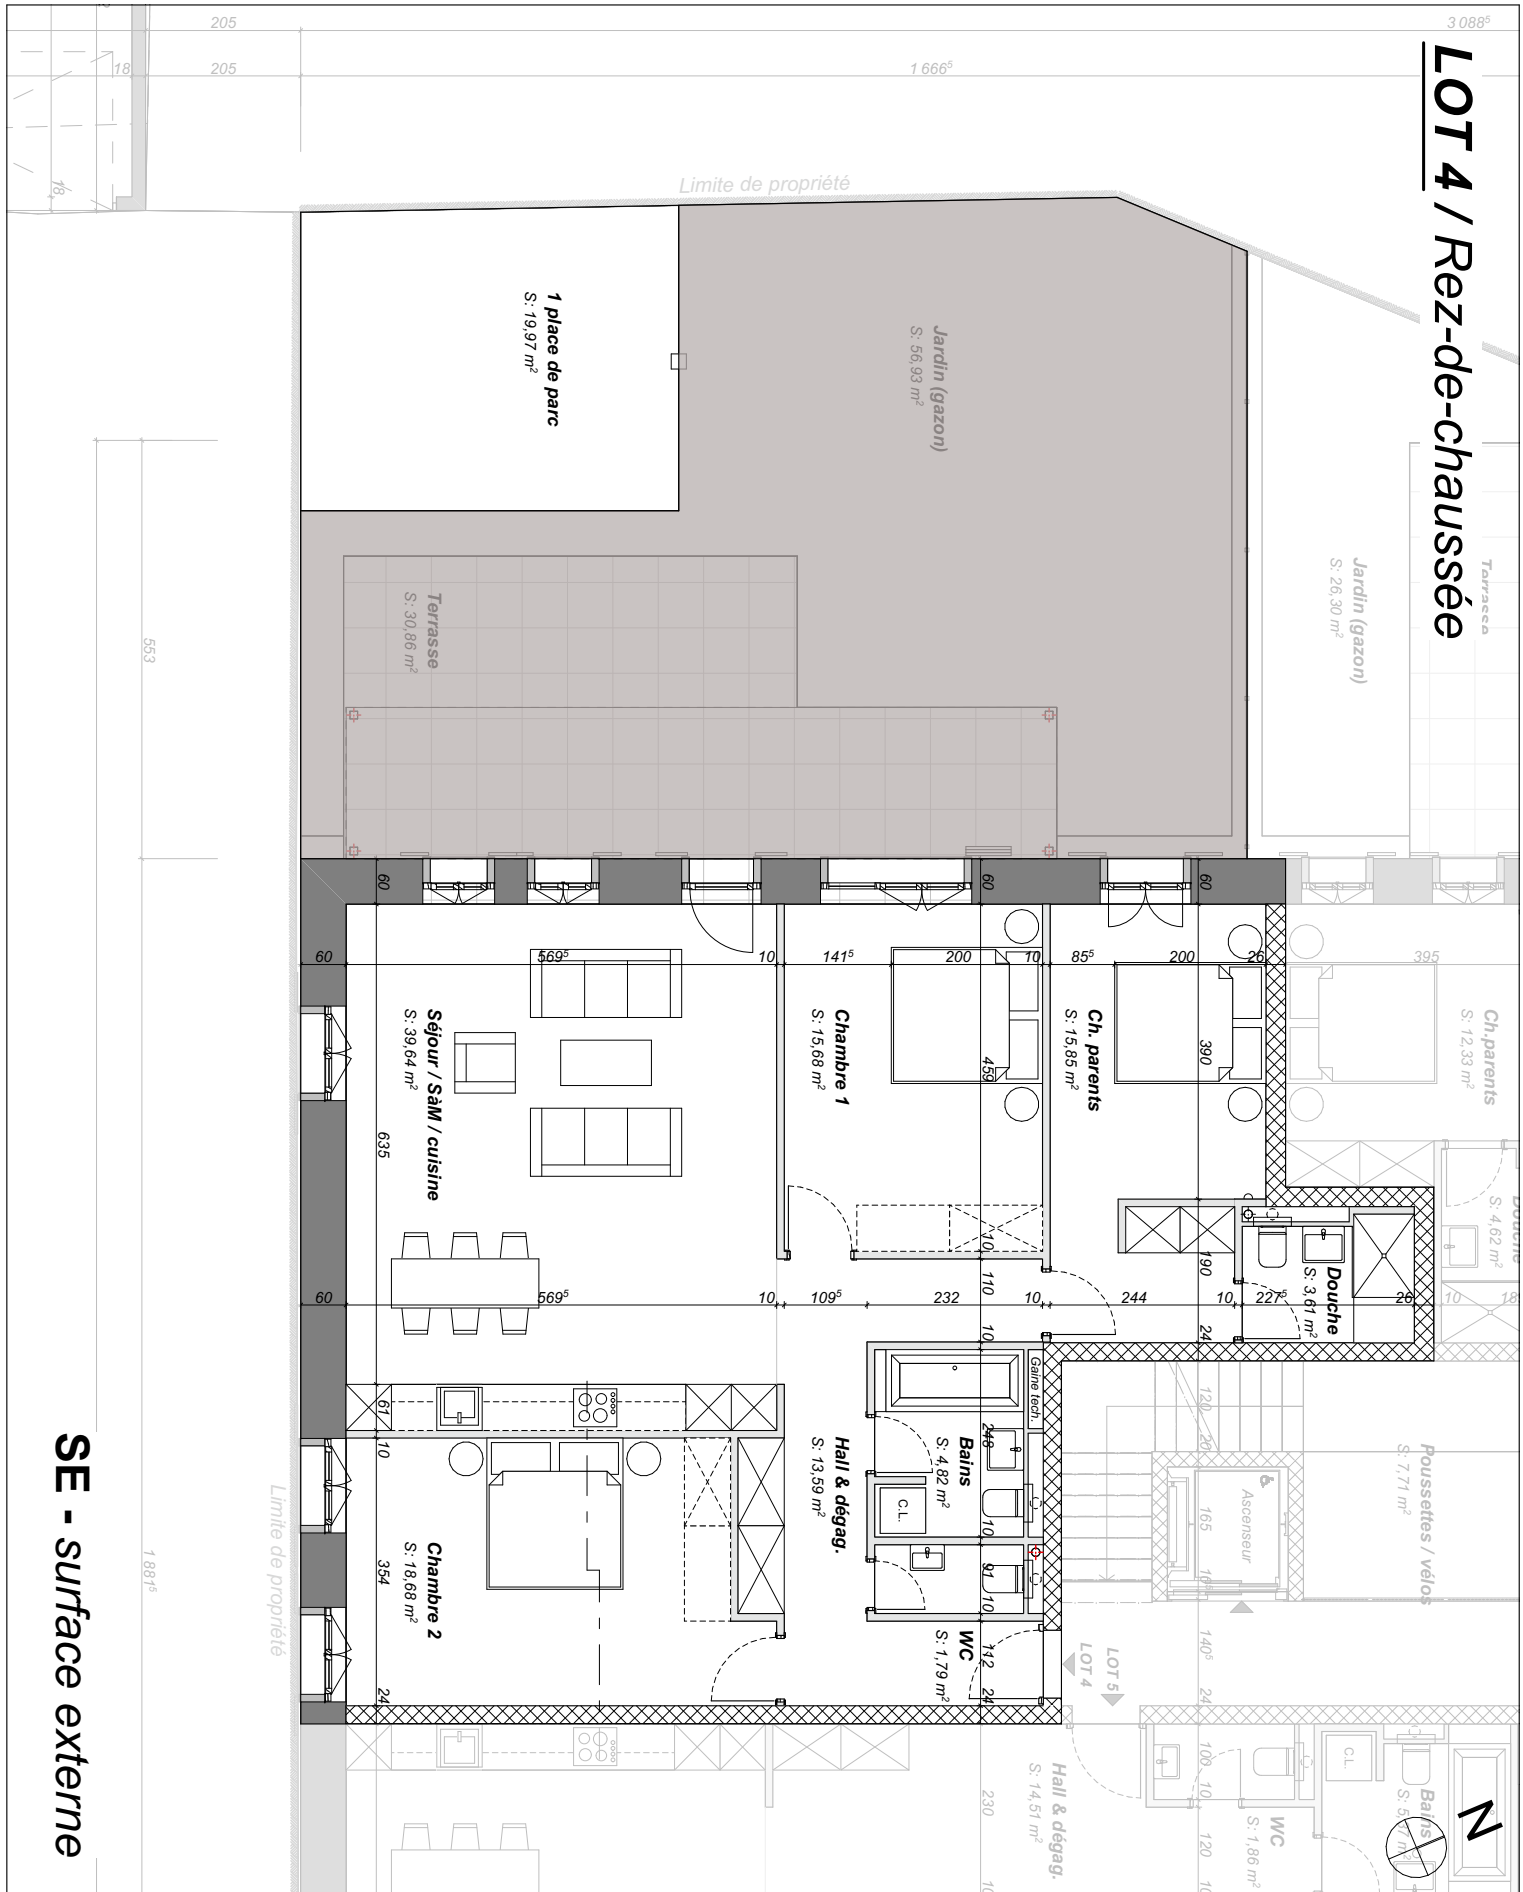 LOT 4 / Rez-de-chaussée
3 088⁵
205
205
18
1 666⁵
18
Limite de propriété
1 place de parc
S: 19,97 m²
Jardin (gazon)
S: 56,93 m²
Jardin (gazon)
S: 26,30 m²
Terrasse
Terrasse
S: 30,86 m²
553
60
60
60
60
569⁵
10
141⁵
200
10
85⁵
200
26
395
Séjour / SàM / cuisine
S: 39,64 m²
Chambre 1
S: 15,68 m²
Ch. parents
S: 15,85 m²
Ch.parents
S: 12,33 m²
459
390
635
Douche
S: 3,61 m²
Douche
S: 4,62 m²
10
110
190
60
569⁵
10
109⁵
232
10
244
10
227⁵
26
10
10
24
Gaine tech.
61
10
248
Bains
S: 4,82 m²
Hall & dégag.
S: 13,59 m²
C.L.
120
20
165
Ascenseur
Poussettes / vélos
S: 7,71 m²
Chambre 2
S: 18,68 m²
354
10
91
10
WC
S: 1,79 m²
112
24
24
140⁵
24
LOT 5
LOT 4
Limite de propriété
1 881⁵
Hall & dégag.
S: 14,51 m²
230
10
100
10
120
10
WC
S: 1,86 m²
C.L.
Bains
N
SE - surface externe